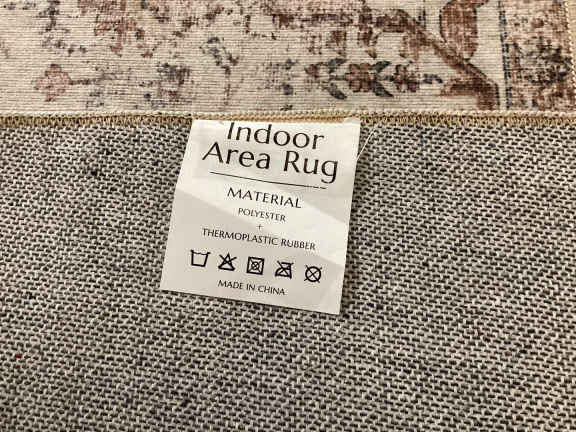 Indoor
Area Rug
MATERIAL
POLYESTER
+
THERMOPLASTIC RUBBER
MADE IN CHINA